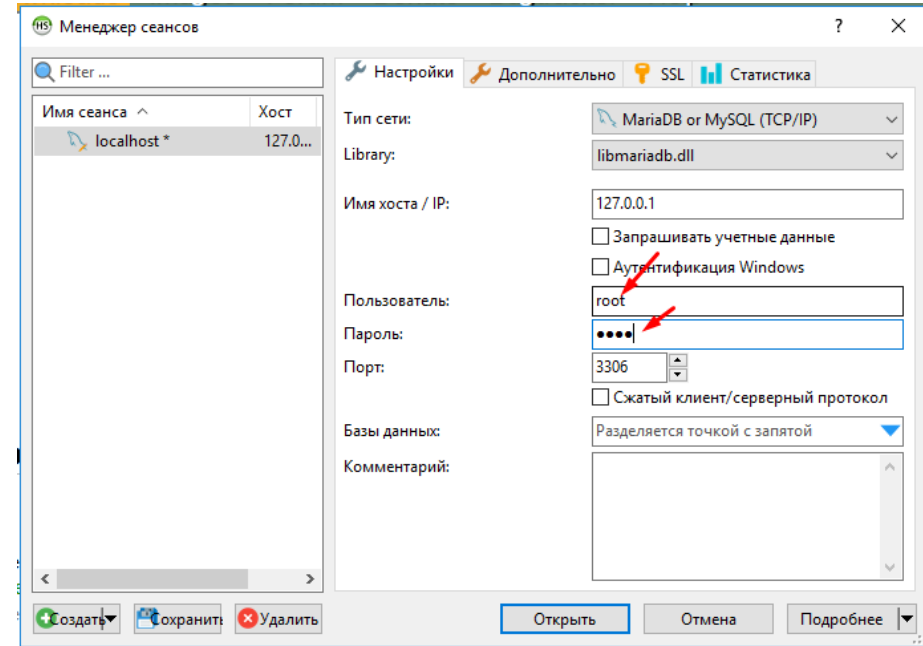 HS Менеджер сеансов ?
Filter ...
Имя сеанса Хост
localhost * 127.0...
Настройки Дополнительно SSL Статистика
Тип сети: MariaDB or MySQL (TCP/IP)
Library: libmariadb.dll
Имя хоста / IP: 127.0.0.1
Запрашивать учетные данные
Аутентификация Windows
Пользователь: root
Пароль: ●●●●
Порт: 3306
Сжатый клиент/серверный протокол
Базы данных: Разделяется точкой с запятой
Комментарий:
Создать Сохранить Удалить Открыть Отмена Подробнее